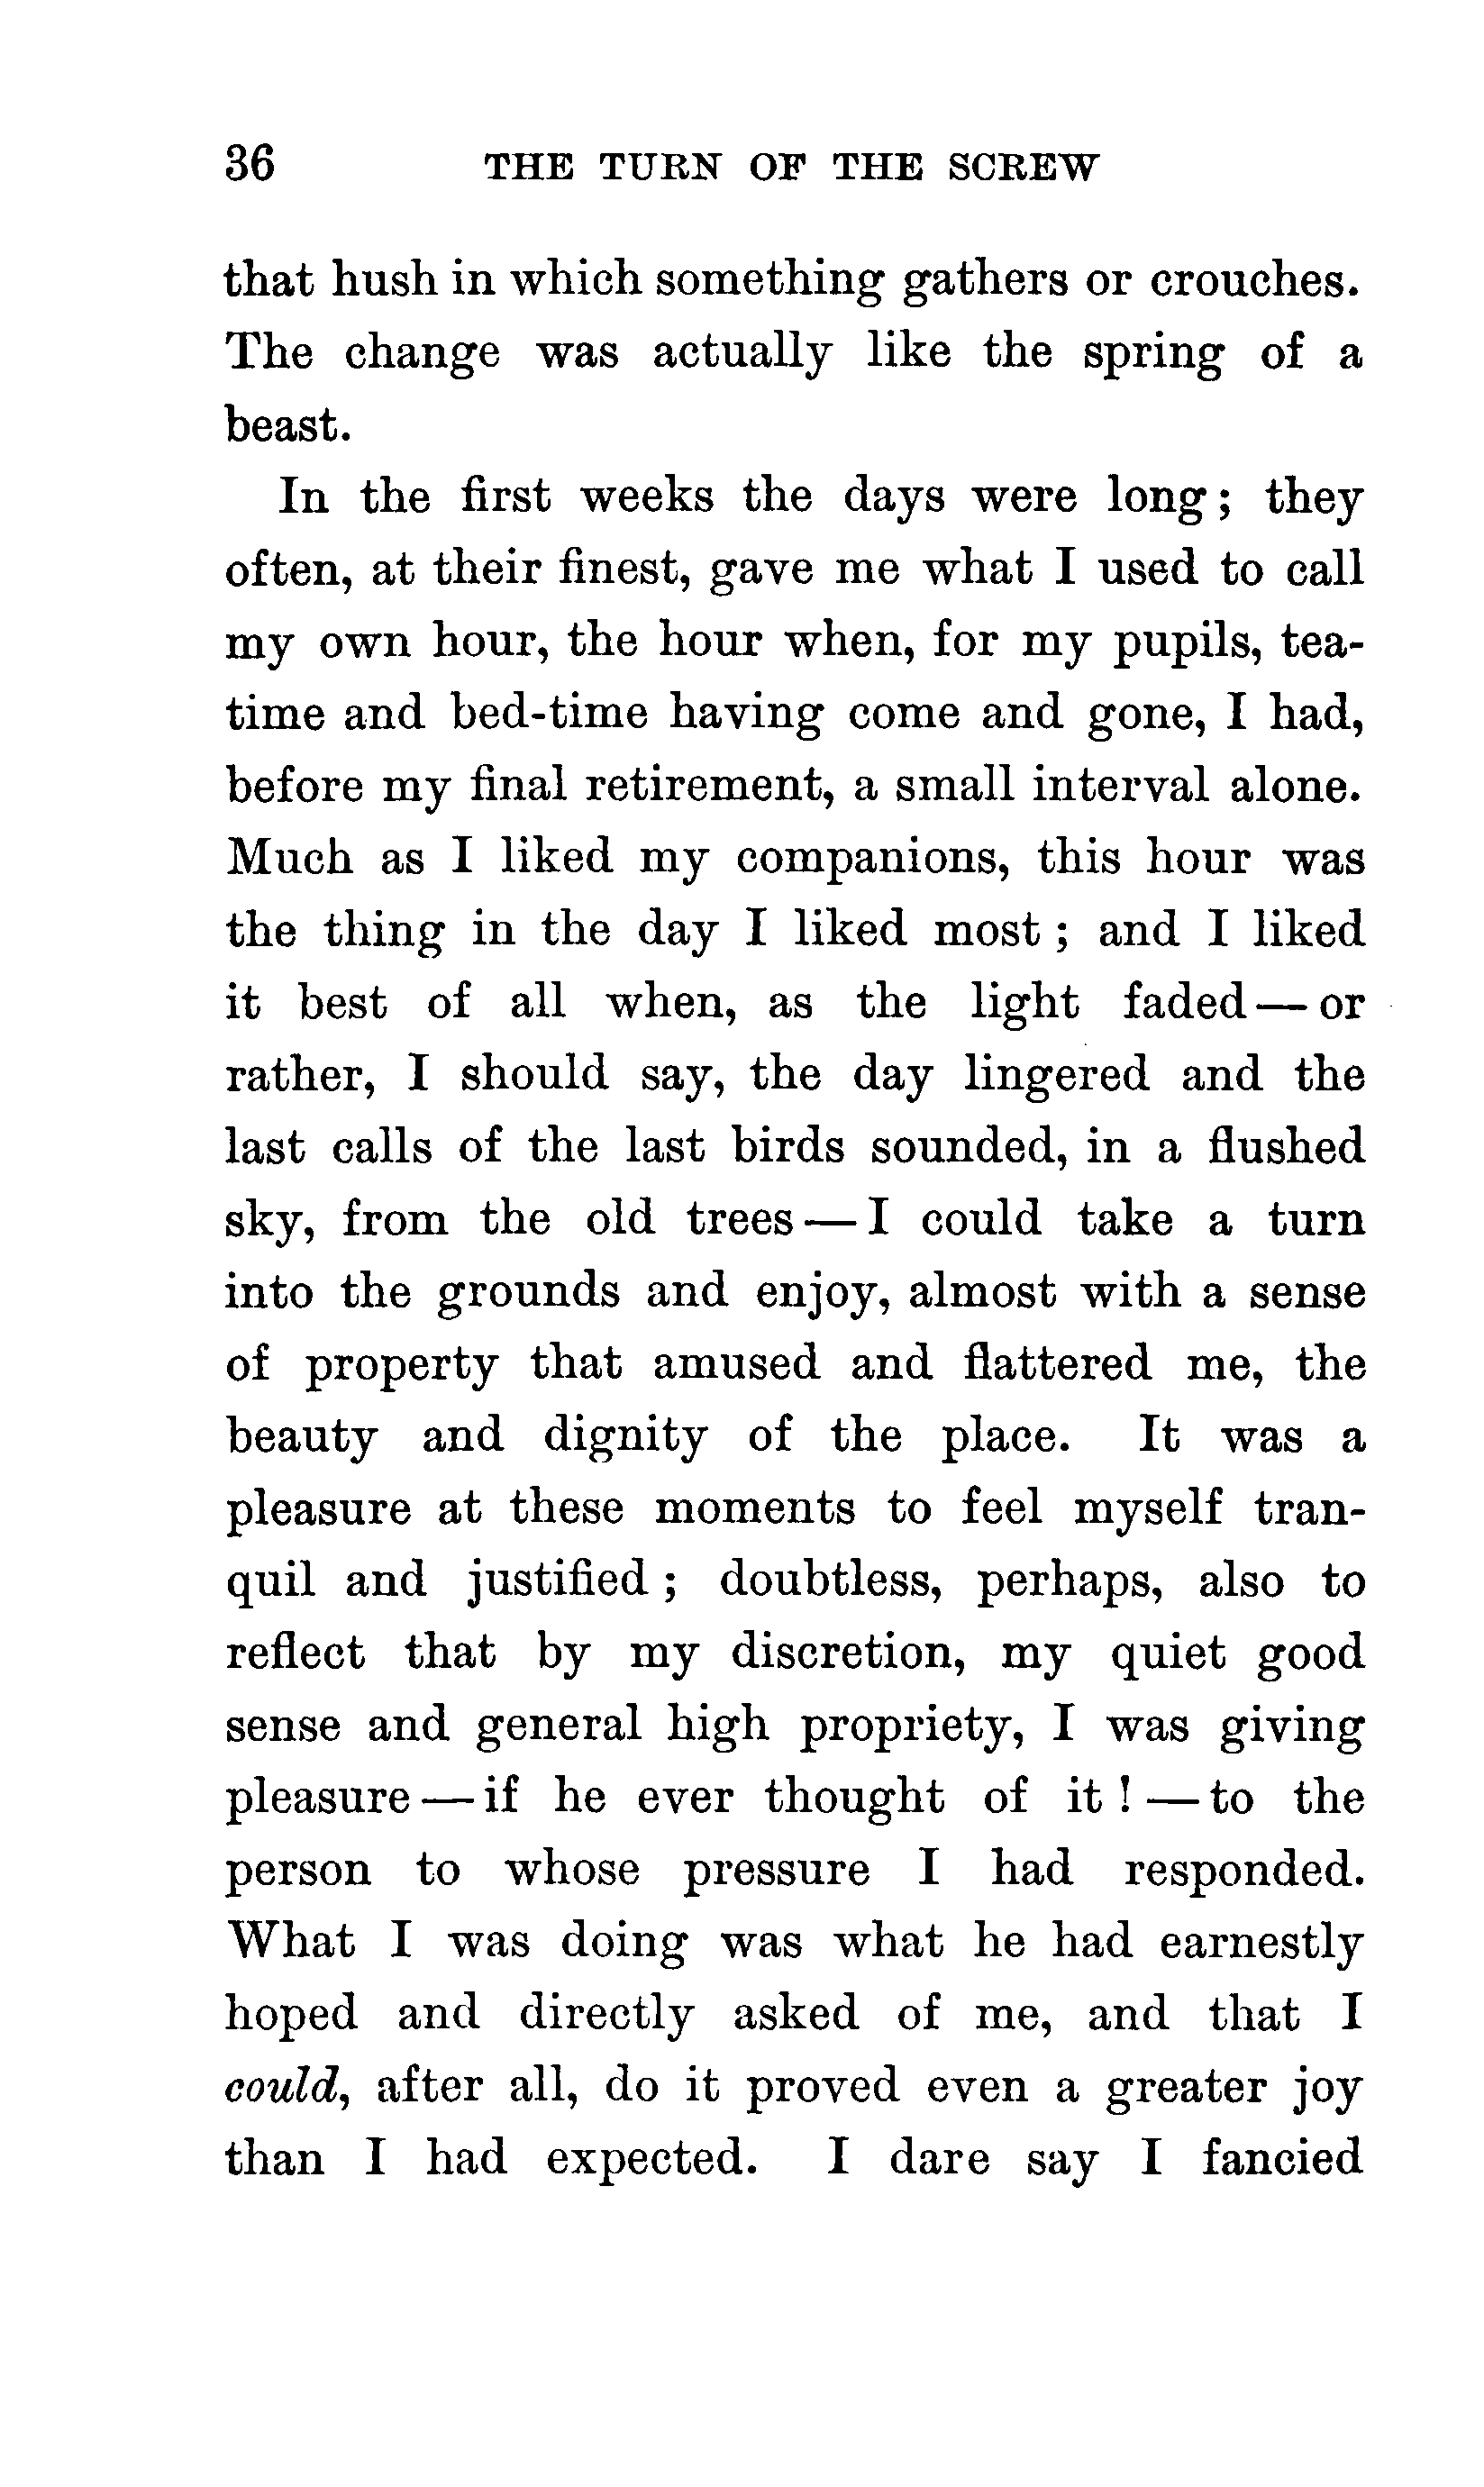 36 THE TURN OF THE SCREW
that hush in which something gathers or crouches.
The change was actually like the spring of a
beast.
In the first weeks the days were long; they
often, at their finest, gave me what I used to call
my own hour, the hour when, for my pupils, tea-
time and bed-time having come and gone, I had,
before my final retirement, a small interval alone.
Much as I liked my companions, this hour was
the thing in the day I liked most; and I liked
it best of all when, as the light faded—or
rather, I should say, the day lingered and the
last calls of the last birds sounded, in a flushed
sky, from the old trees—I could take a turn
into the grounds and enjoy, almost with a sense
of property that amused and flattered me, the
beauty and dignity of the place. It was a
pleasure at these moments to feel myself tran-
quil and justified; doubtless, perhaps, also to
reflect that by my discretion, my quiet good
sense and general high propriety, I was giving
pleasure—if he ever thought of it!—to the
person to whose pressure I had responded.
What I was doing was what he had earnestly
hoped and directly asked of me, and that I
could, after all, do it proved even a greater joy
than I had expected. I dare say I fancied